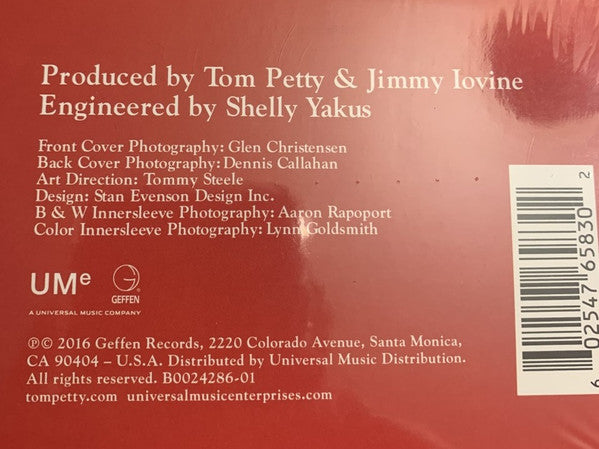 Produced by Tom Petty & Jimmy Iovine
Engineered by Shelly Yakus
Front Cover Photography: Glen Christensen
Back Cover Photography: Dennis Callahan
Art Direction: Tommy Steele
Design: Stan Evenson Design Inc.
B & W Innersleeve Photography: Aaron Rapoport
Color Innersleeve Photography: Lynn Goldsmith
UMe
G
GEFFEN
A UNIVERSAL MUSIC COMPANY
℗© 2016 Geffen Records, 2220 Colorado Avenue, Santa Monica,
CA 90404 – U.S.A. Distributed by Universal Music Distribution.
All rights reserved. B0024286-01
tompetty.com universalmusicenterprises.com
6 02547 65830 2